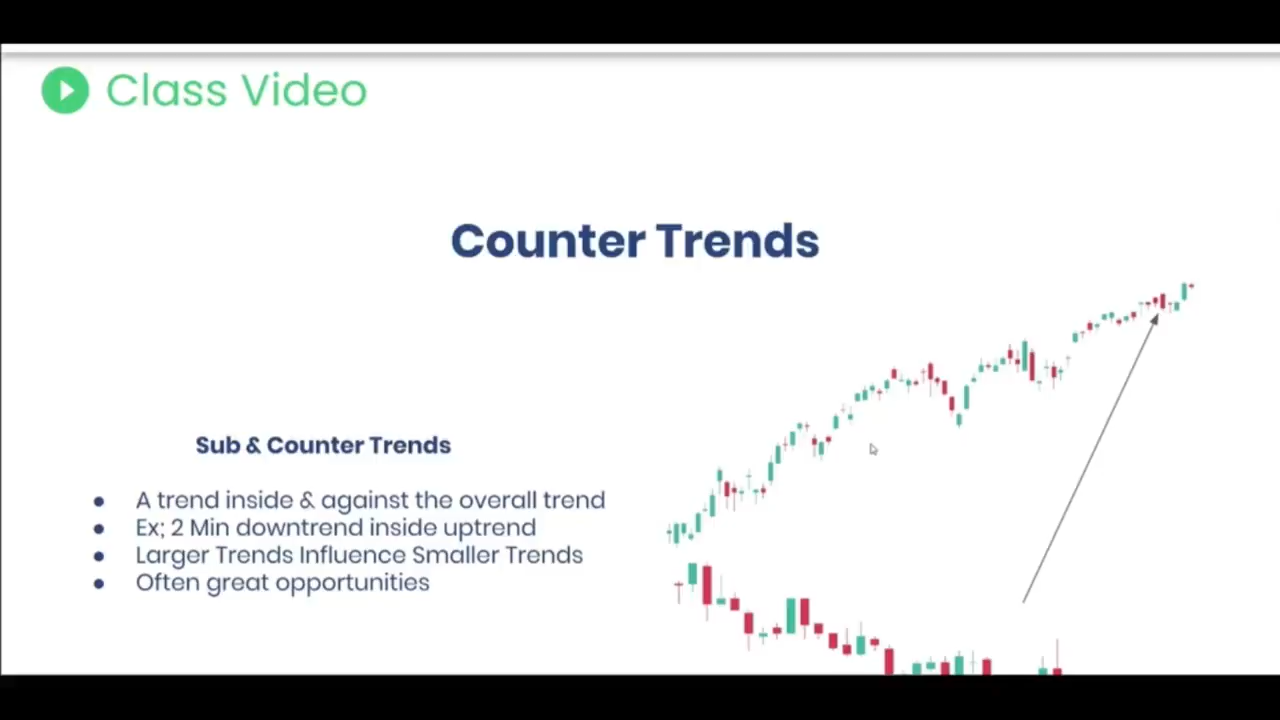 Class Video
Counter Trends
Sub & Counter Trends
● A trend inside & against the overall trend
● Ex; 2 Min downtrend inside uptrend
● Larger Trends Influence Smaller Trends
● Often great opportunities